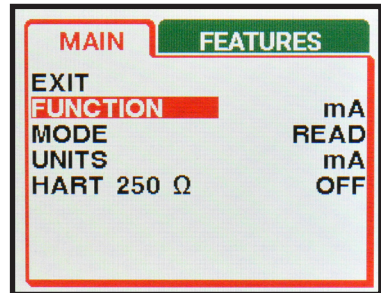 MAIN FEATURES
EXIT
FUNCTION mA
MODE READ
UNITS mA
HART 250 Ω OFF